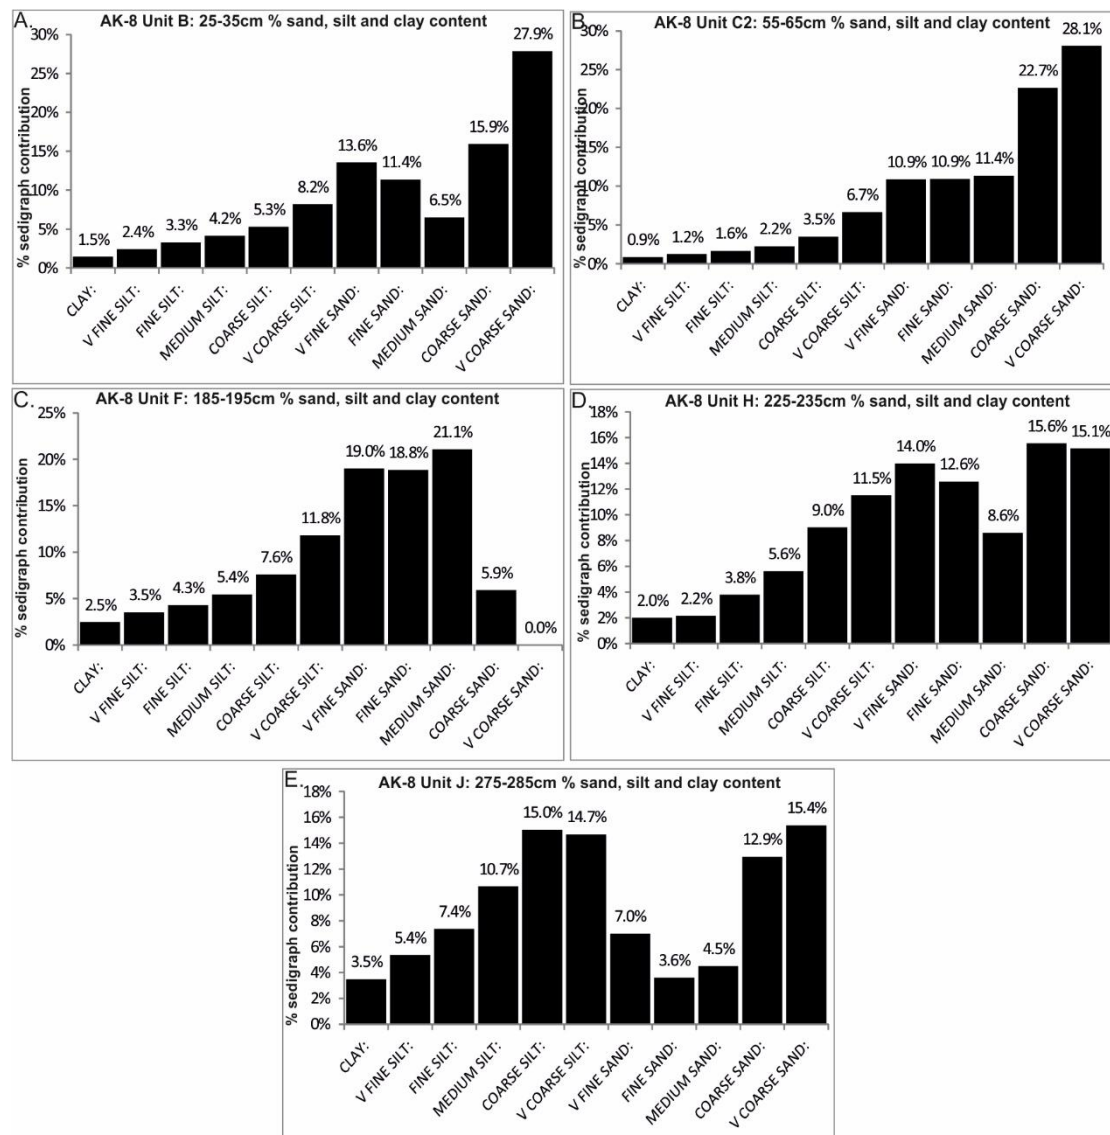 A.
AK-8 Unit B: 25-35cm % sand, silt and clay content
% sedigraph contribution
30%
25%
20%
15%
10%
5%
0%
1.5%
2.4%
3.3%
4.2%
5.3%
8.2%
13.6%
11.4%
6.5%
15.9%
27.9%
CLAY:
V FINE SILT:
FINE SILT:
MEDIUM SILT:
COARSE SILT:
V COARSE SILT:
V FINE SAND:
FINE SAND:
MEDIUM SAND:
COARSE SAND:
V COARSE SAND:
B.
AK-8 Unit C2: 55-65cm % sand, silt and clay content
% sedigraph contribution
30%
25%
20%
15%
10%
5%
0%
0.9%
1.2%
1.6%
2.2%
3.5%
6.7%
10.9%
10.9%
11.4%
22.7%
28.1%
CLAY:
V FINE SILT:
FINE SILT:
MEDIUM SILT:
COARSE SILT:
V COARSE SILT:
V FINE SAND:
FINE SAND:
MEDIUM SAND:
COARSE SAND:
V COARSE SAND:
C.
AK-8 Unit F: 185-195cm % sand, silt and clay content
% sedigraph contribution
25%
20%
15%
10%
5%
0%
2.5%
3.5%
4.3%
5.4%
7.6%
11.8%
19.0%
18.8%
21.1%
5.9%
0.0%
CLAY:
V FINE SILT:
FINE SILT:
MEDIUM SILT:
COARSE SILT:
V COARSE SILT:
V FINE SAND:
FINE SAND:
MEDIUM SAND:
COARSE SAND:
V COARSE SAND:
D.
AK-8 Unit H: 225-235cm % sand, silt and clay content
% sedigraph contribution
18%
16%
14%
12%
10%
8%
6%
4%
2%
0%
2.0%
2.2%
3.8%
5.6%
9.0%
11.5%
14.0%
12.6%
8.6%
15.6%
15.1%
CLAY:
V FINE SILT:
FINE SILT:
MEDIUM SILT:
COARSE SILT:
V COARSE SILT:
V FINE SAND:
FINE SAND:
MEDIUM SAND:
COARSE SAND:
V COARSE SAND:
E.
AK-8 Unit J: 275-285cm % sand, silt and clay content
% sedigraph contribution
18%
16%
14%
12%
10%
8%
6%
4%
2%
0%
3.5%
5.4%
7.4%
10.7%
15.0%
14.7%
7.0%
3.6%
4.5%
12.9%
15.4%
CLAY:
V FINE SILT:
FINE SILT:
MEDIUM SILT:
COARSE SILT:
V COARSE SILT:
V FINE SAND:
FINE SAND:
MEDIUM SAND:
COARSE SAND:
V COARSE SAND: